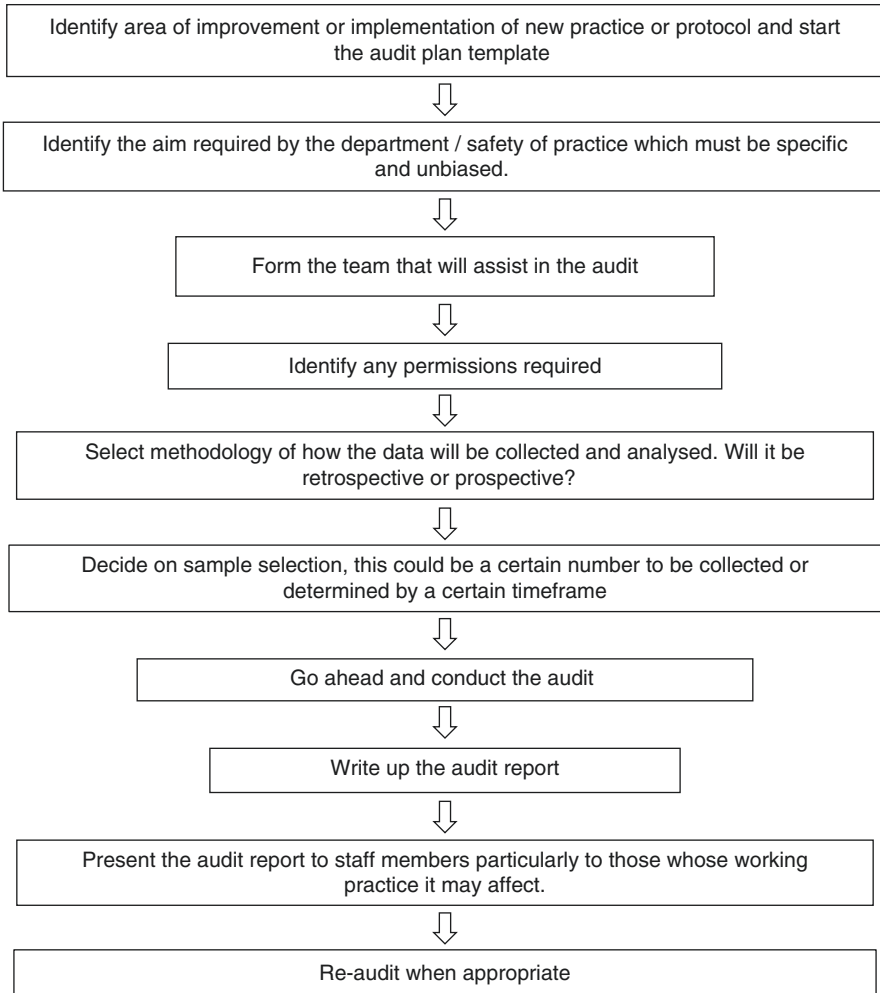 Identify area of improvement or implementation of new practice or protocol and start
the audit plan template
Identify the aim required by the department / safety of practice which must be specific
and unbiased.
Form the team that will assist in the audit
Identify any permissions required
Select methodology of how the data will be collected and analysed. Will it be
retrospective or prospective?
Decide on sample selection, this could be a certain number to be collected or
determined by a certain timeframe
Go ahead and conduct the audit
Write up the audit report
Present the audit report to staff members particularly to those whose working
practice it may affect.
Re-audit when appropriate